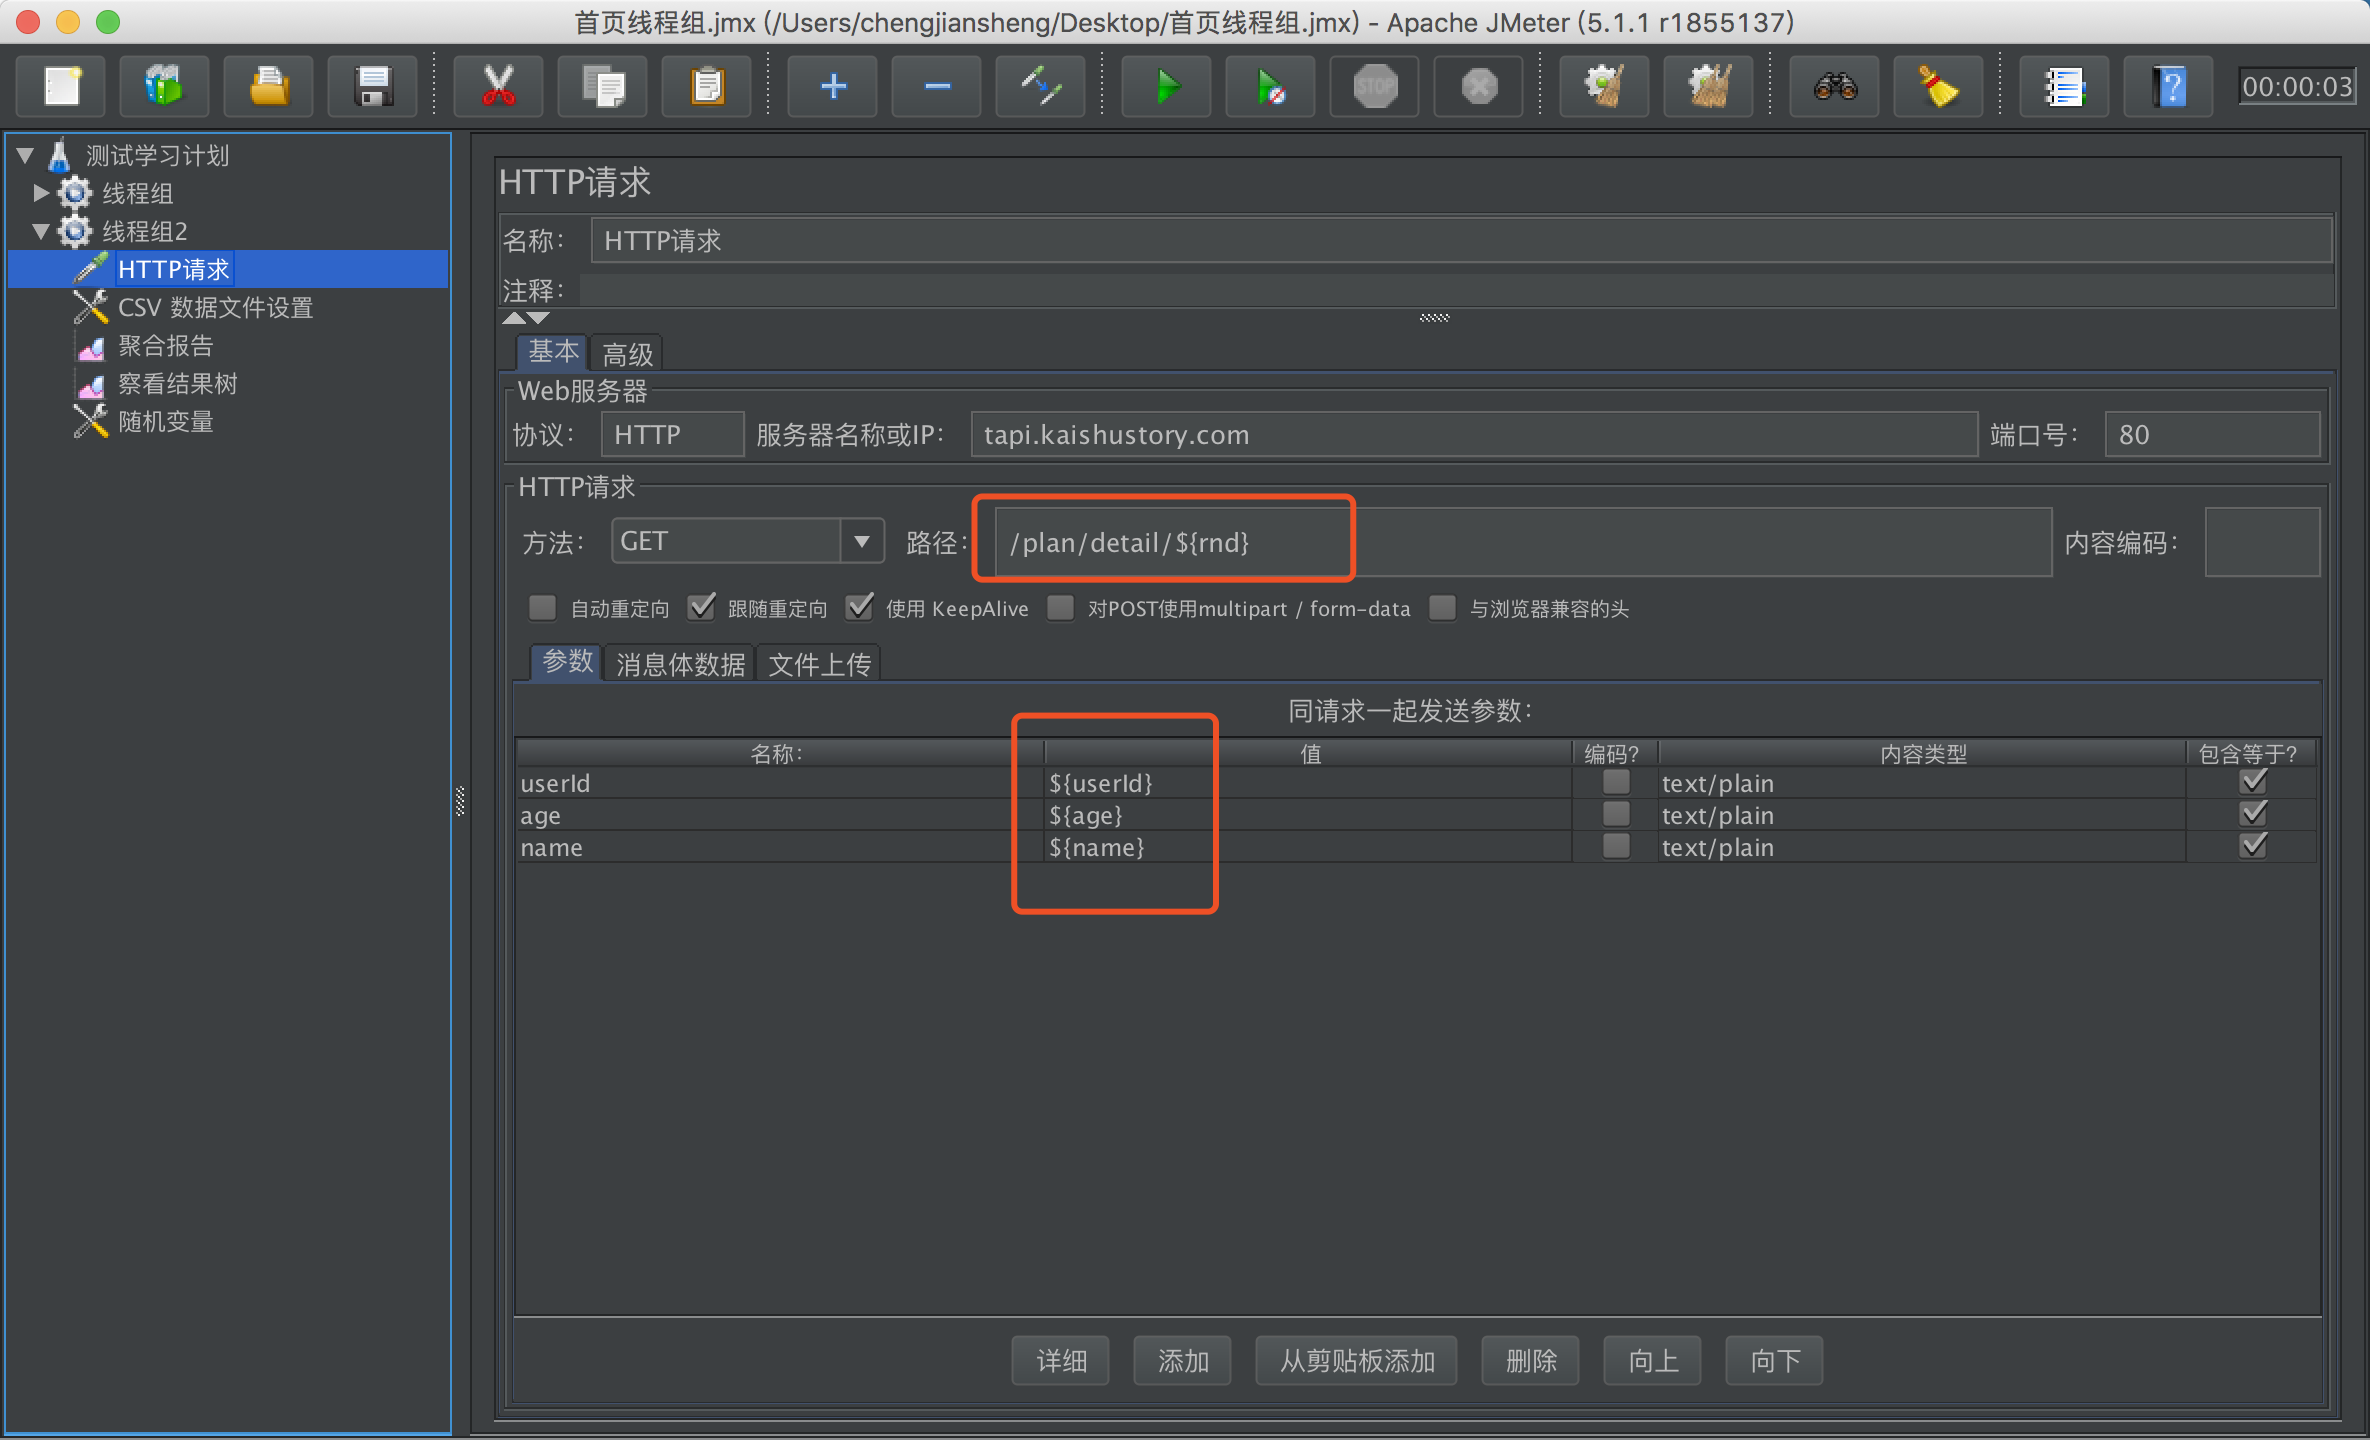 首页线程组.jmx (/Users/chengjiansheng/Desktop/首页线程组.jmx) - Apache JMeter (5.1.1 r1855137)
STOP
00:00:03
测试学习计划
线程组
线程组2
HTTP请求
CSV 数据文件设置
聚合报告
察看结果树
随机变量
HTTP请求
名称： HTTP请求
注释：
基本 高级
Web服务器
协议： HTTP 服务器名称或IP： tapi.kaishustory.com 端口号： 80
HTTP请求
方法： GET 路径： /plan/detail/${rnd} 内容编码：
自动重定向 跟随重定向 使用 KeepAlive 对POST使用multipart / form-data 与浏览器兼容的头
参数 消息体数据 文件上传
同请求一起发送参数：
名称： 值 编码? 内容类型 包含等于?
userId ${userId} text/plain
age ${age} text/plain
name ${name} text/plain
详细 添加 从剪贴板添加 删除 向上 向下